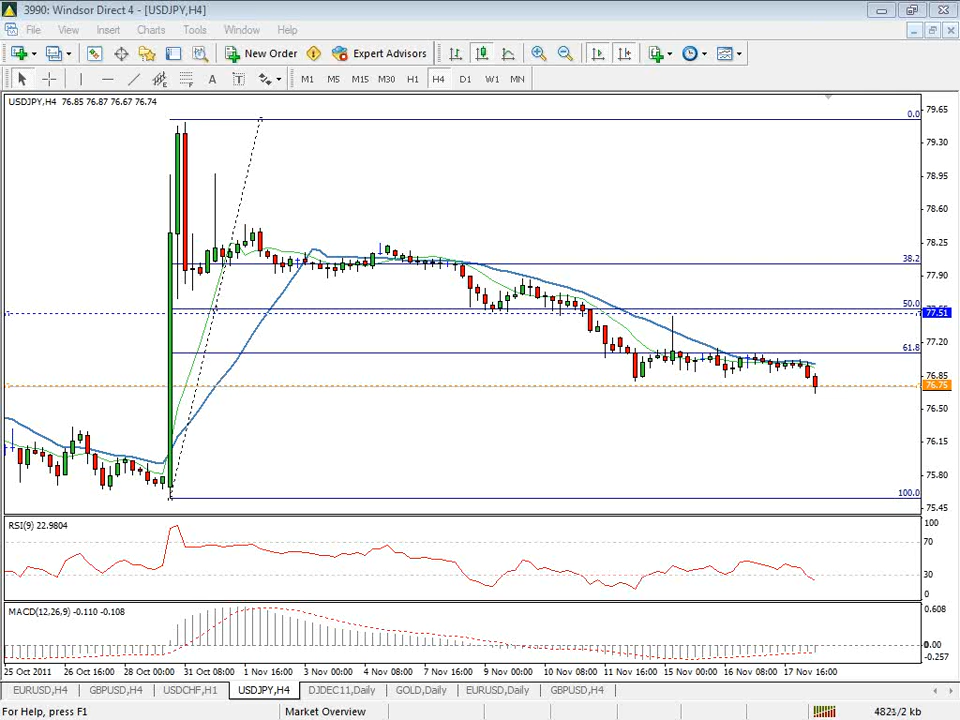 3990: Windsor Direct 4 - [USDJPY,H4]
File View Insert Charts Tools Window Help
New Order Expert Advisors
A T M1 M5 M15 M30 H1 H4 D1 W1 MN
USDJPY,H4 76.85 76.87 76.67 76.74
79.65
0.0
79.30
78.95
78.60
78.25
38.2
77.90
50.0
77.51
77.20
61.8
76.85
76.75
76.50
76.15
75.80
100.0
75.45
RSI(9) 22.9804
100
70
30
0
MACD(12,26,9) -0.110 -0.108
0.608
0.00
-0.257
25 Oct 2011 26 Oct 16:00 28 Oct 00:00 31 Oct 08:00 1 Nov 16:00 3 Nov 00:00 4 Nov 08:00 7 Nov 16:00 9 Nov 00:00 10 Nov 08:00 11 Nov 16:00 15 Nov 00:00 16 Nov 08:00 17 Nov 16:00
EURUSD,H4 GBPUSD,H4 USDCHF,H1 USDJPY,H4 DJDEC11,Daily GOLD,Daily EURUSD,Daily GBPUSD,H4
For Help, press F1 Market Overview 4821/2 kb